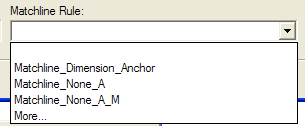 Matchline Rule:
Matchline_Dimension_Anchor
Matchline_None_A
Matchline_None_A_M
More...